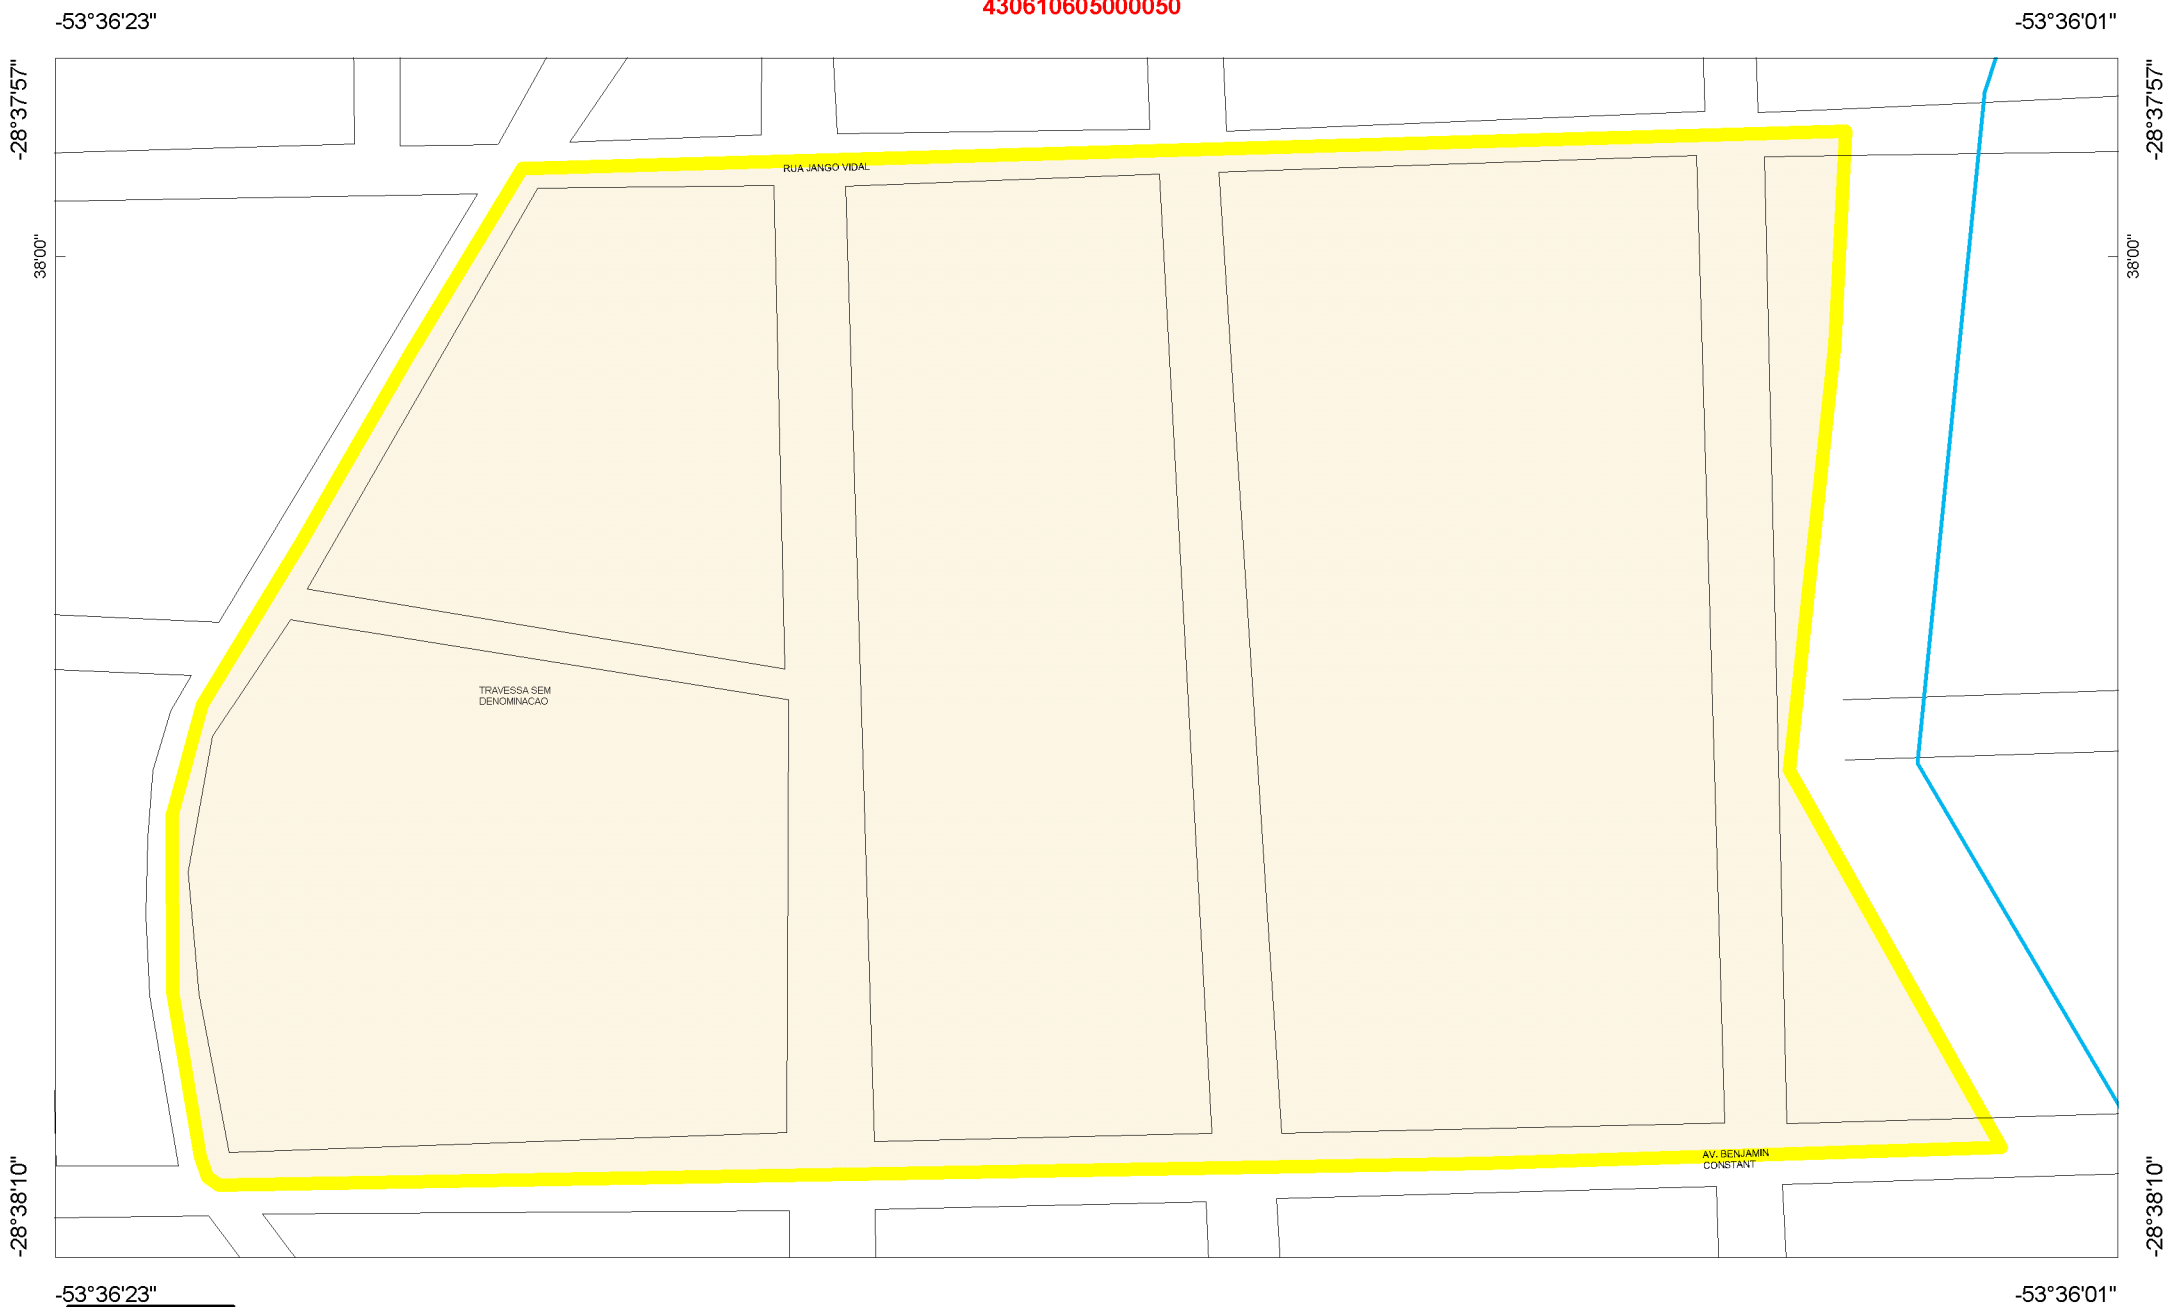 430610605000050
-53°36'23"
-53°36'01"
-28°37'57"
-28°37'57"
RUA JANGO VIDAL
38'00"
38'00"
TRAVESSA SEM
DENOMINACAO
AV. BENJAMIN
CONSTANT
-28°38'10"
-28°38'10"
-53°36'23"
-53°36'01"